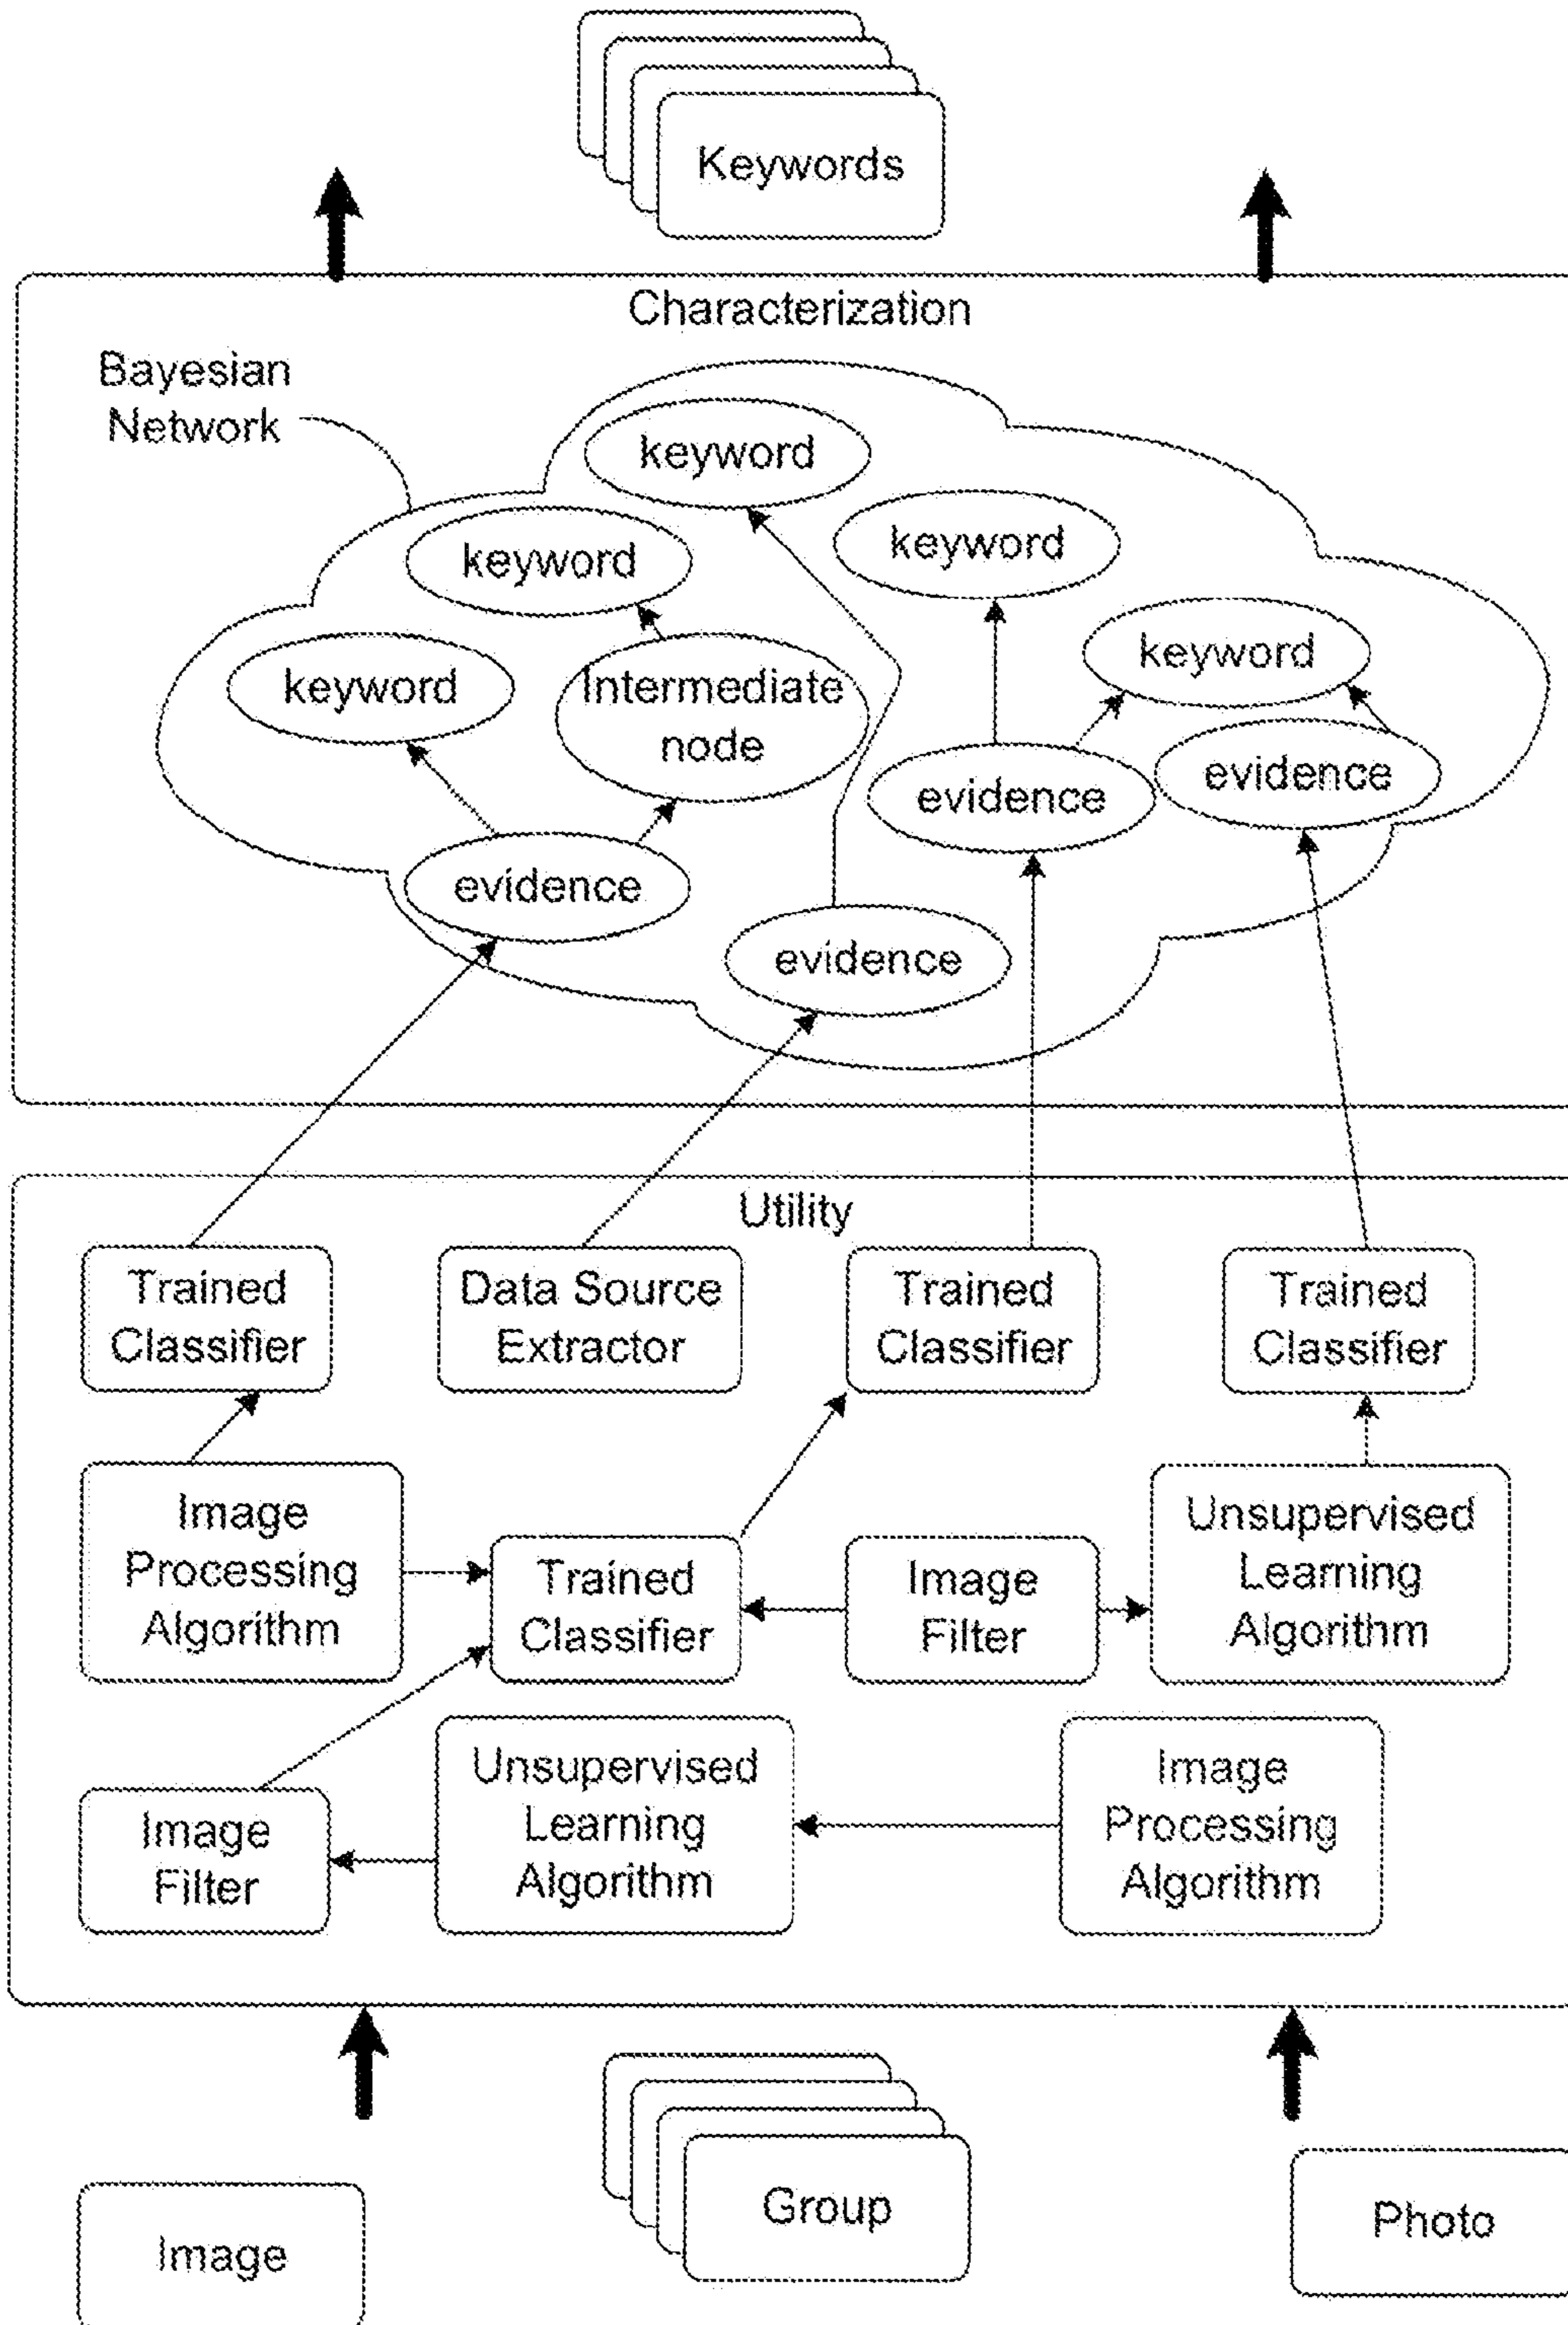 Keywords
Characterization
Bayesian
Network
keyword
keyword
keyword
keyword
keyword
Intermediate
node
evidence
evidence
evidence
evidence
Utility
Trained
Classifier
Data Source
Extractor
Trained
Classifier
Trained
Classifier
Image
Processing
Algorithm
Trained
Classifier
Image
Filter
Unsupervised
Learning
Algorithm
Image
Filter
Unsupervised
Learning
Algorithm
Image
Processing
Algorithm
Image
Group
Photo